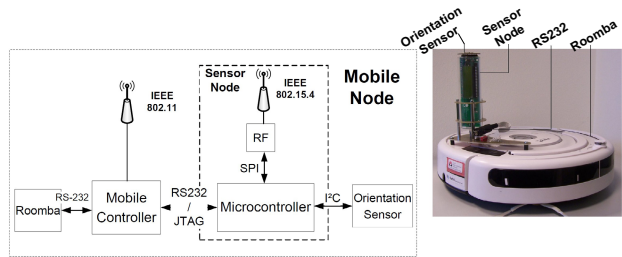 Sensor
Node
IEEE
802.11
IEEE
802.15.4
Mobile
Node
RF
SPI
Roomba
RS-232
Mobile
Controller
RS232
/
JTAG
Microcontroller
I²C
Orientation
Sensor
Orientation
Sensor
Sensor
Node
RS232
Roomba